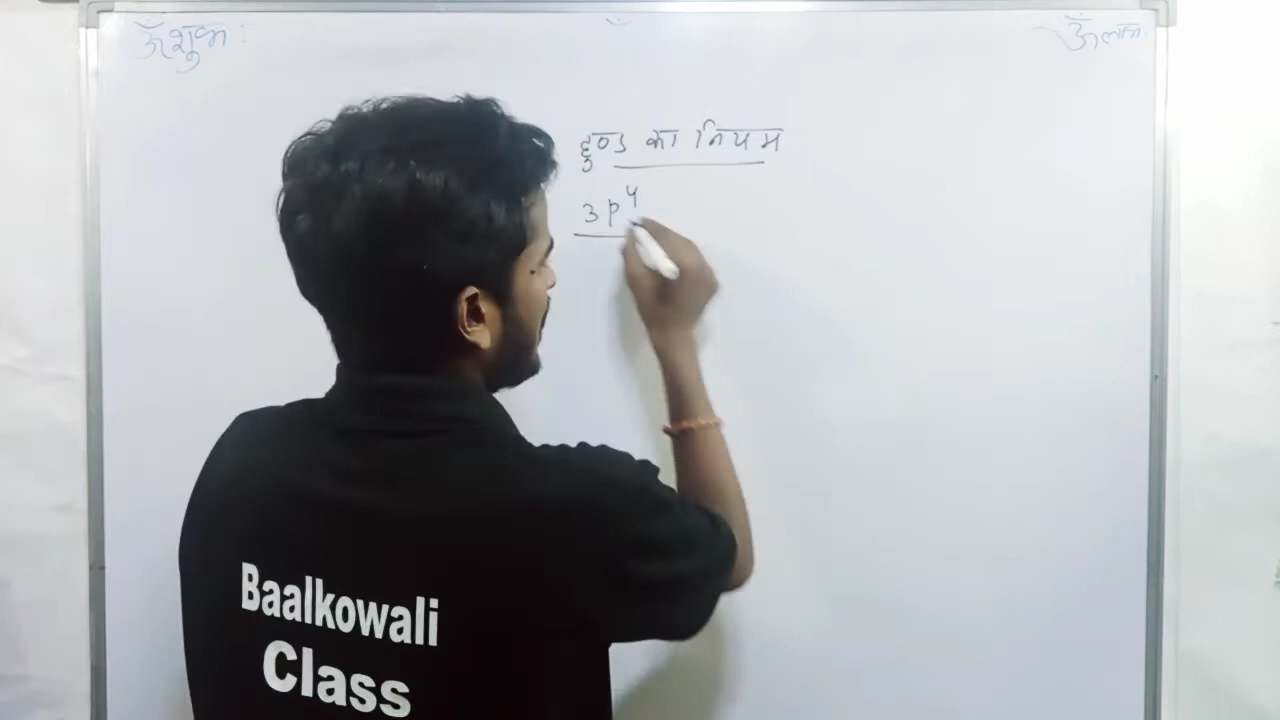 ॐ शुभ
ॐ लाभ
हुण्ड का नियम
3p⁴
Baalkowali
Class